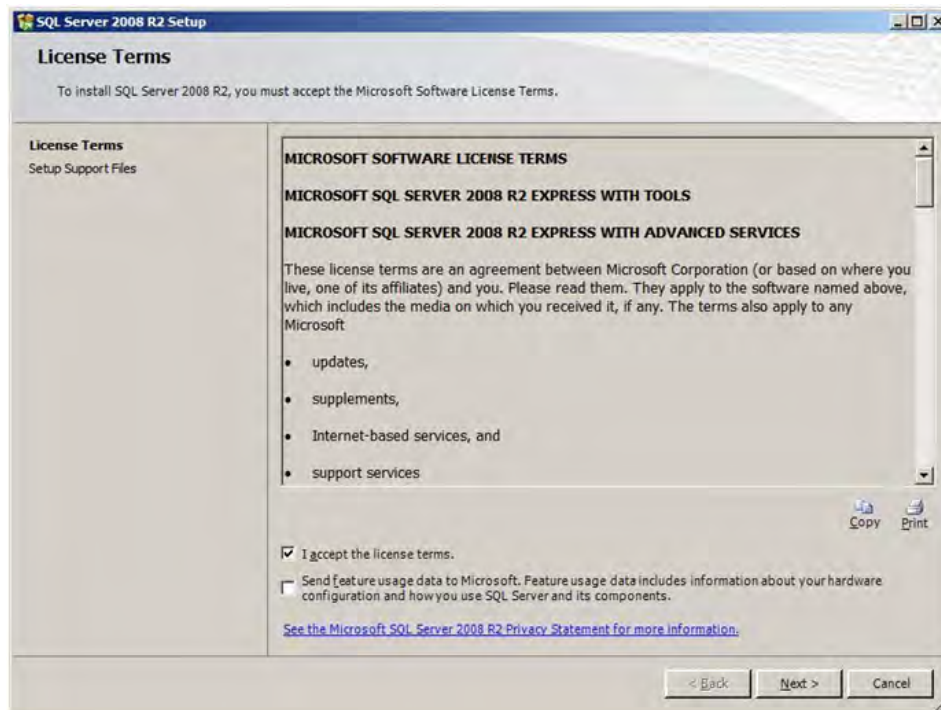 SQL Server 2008 R2 Setup
License Terms
To install SQL Server 2008 R2, you must accept the Microsoft Software License Terms.
License Terms
Setup Support Files
MICROSOFT SOFTWARE LICENSE TERMS
MICROSOFT SQL SERVER 2008 R2 EXPRESS WITH TOOLS
MICROSOFT SQL SERVER 2008 R2 EXPRESS WITH ADVANCED SERVICES
These license terms are an agreement between Microsoft Corporation (or based on where you
live, one of its affiliates) and you. Please read them. They apply to the software named above,
which includes the media on which you received it, if any. The terms also apply to any
Microsoft
• updates,
• supplements,
• Internet-based services, and
• support services
Copy Print
I accept the license terms.
Send feature usage data to Microsoft. Feature usage data includes information about your hardware
configuration and how you use SQL Server and its components.
See the Microsoft SQL Server 2008 R2 Privacy Statement for more information.
< Back Next > Cancel